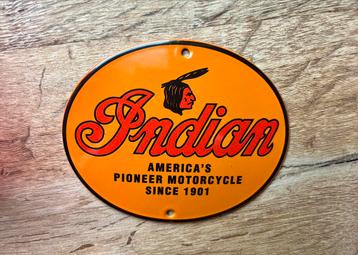 Indian
AMERICA'S
PIONEER MOTORCYCLE
SINCE 1901